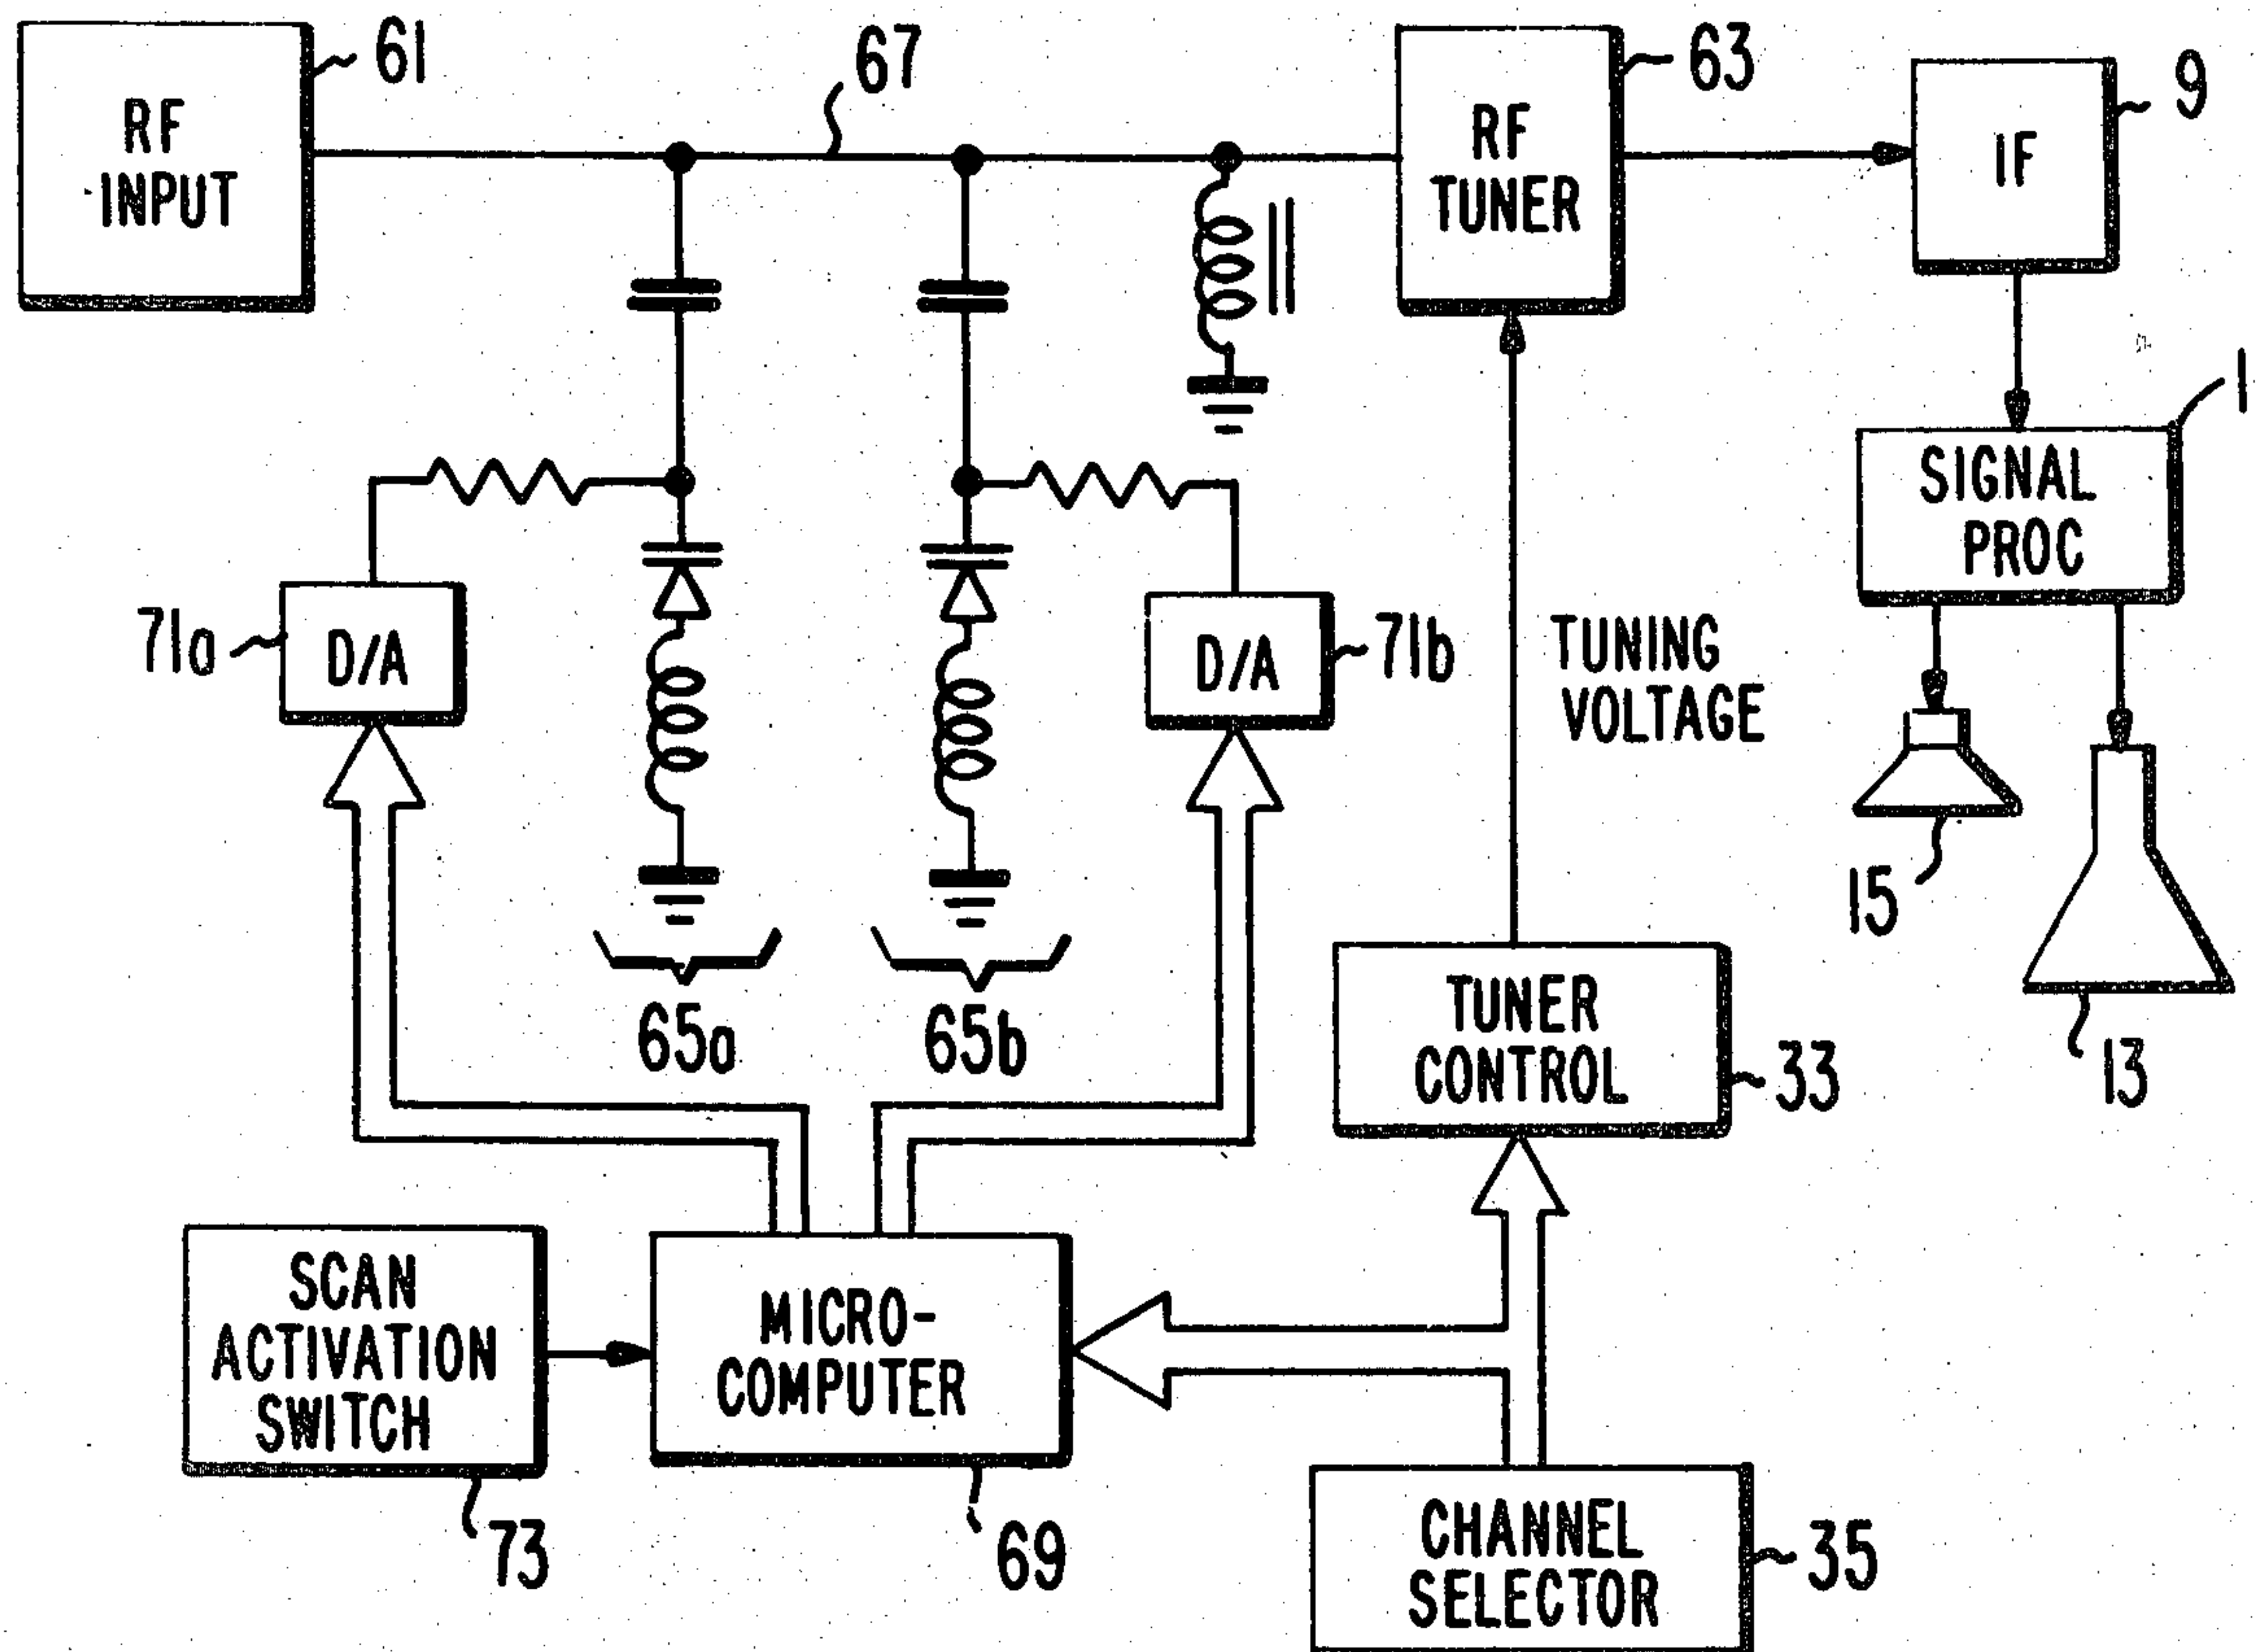 61
RF
INPUT
67
63
RF
TUNER
9
IF
1
SIGNAL
PROC
71a
D/A
D/A
71b
TUNING
VOLTAGE
15
13
65a
65b
TUNER
CONTROL
33
SCAN
ACTIVATION
SWITCH
73
MICRO-
COMPUTER
69
CHANNEL
SELECTOR
35